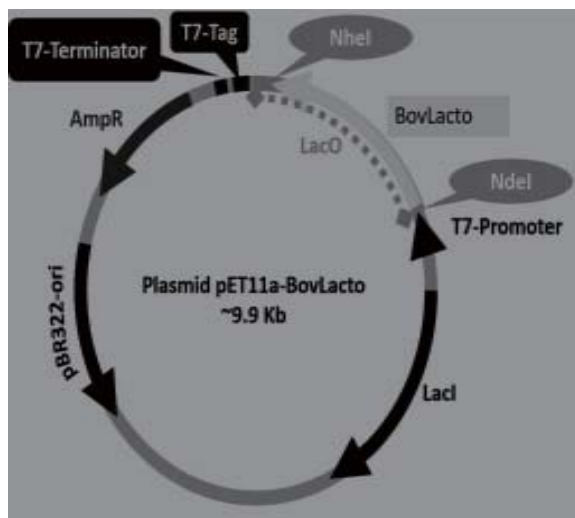 T7-Tag
NheI
T7-Terminator
AmpR
BovLacto
LacO
NdeI
T7-Promoter
Plasmid pET11a-BovLacto
~9.9 Kb
pBR322-ori
LacI